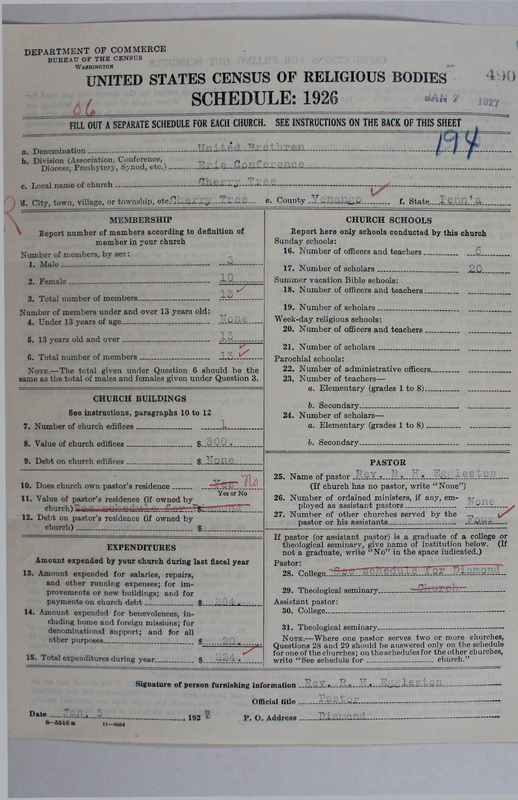 DEPARTMENT OF COMMERCE
BUREAU OF THE CENSUS
WASHINGTON
UNITED STATES CENSUS OF RELIGIOUS BODIES
490
SCHEDULE: 1926
JAN 7 1927
06
FILL OUT A SEPARATE SCHEDULE FOR EACH CHURCH. SEE INSTRUCTIONS ON THE BACK OF THIS SHEET
194
a. Denomination United Brethren
b. Division (Association, Conference, Diocese, Presbytery, Synod, etc.) Erie Conference
c. Local name of church Cherry Tree
d. City, town, village, or township, etc. Cherry Tree e. County Venango f. State Penn'a
R
MEMBERSHIP
Report number of members according to definition of member in your church
Number of members, by sex:
1. Male 3
2. Female 10
3. Total number of members 13
Number of members under and over 13 years old:
4. Under 13 years of age None
5. 13 years old and over 13
6. Total number of members 13
NOTE.—The total given under Question 6 should be the same as the total of males and females given under Question 3.
CHURCH BUILDINGS
See instructions, paragraphs 10 to 12
7. Number of church edifices 1
8. Value of church edifices $ 300.
9. Debt on church edifices $ None
10. Does church own pastor's residence? No
Yes or No
11. Value of pastor's residence (if owned by church) See schedule for
12. Debt on pastor's residence (if owned by church) $
EXPENDITURES
Amount expended by your church during last fiscal year
13. Amount expended for salaries, repairs, and other running expenses; for improvements or new buildings; and for payments on church debt $ 204.
14. Amount expended for benevolences, including home and foreign missions; for denominational support; and for all other purposes 20.
15. Total expenditures during year $ 224.
CHURCH SCHOOLS
Report here only schools conducted by this church
Sunday schools:
16. Number of officers and teachers 6
17. Number of scholars 20
Summer vacation Bible schools:
18. Number of officers and teachers
19. Number of scholars
Week-day religious schools:
20. Number of officers and teachers
21. Number of scholars
Parochial schools:
22. Number of administrative officers
23. Number of teachers—
a. Elementary (grades 1 to 8)
b. Secondary
24. Number of scholars—
a. Elementary (grades 1 to 8)
b. Secondary
PASTOR
25. Name of pastor Rev. R. H. Eggleston
(If church has no pastor, write "None")
26. Number of ordained ministers, if any, employed as assistant pastors None
27. Number of other churches served by the pastor or his assistants Four
If pastor (or assistant pastor) is a graduate of a college or theological seminary, give name of institution below. (If not a graduate, write "No" in the space indicated.)
Pastor:
28. College See schedule for Diamond
29. Theological seminary Church
Assistant pastor:
30. College
31. Theological seminary
NOTE.—Where one pastor serves two or more churches, Questions 28 and 29 should be answered only on the schedule for one of the churches; on the schedules for the other churches, write "See schedule for church."
Signature of person furnishing information Rev. R. H. Eggleston
Official title Pastor
Date Jan. 5, 192 P. O. Address Diamond
8-5516a 11-9054